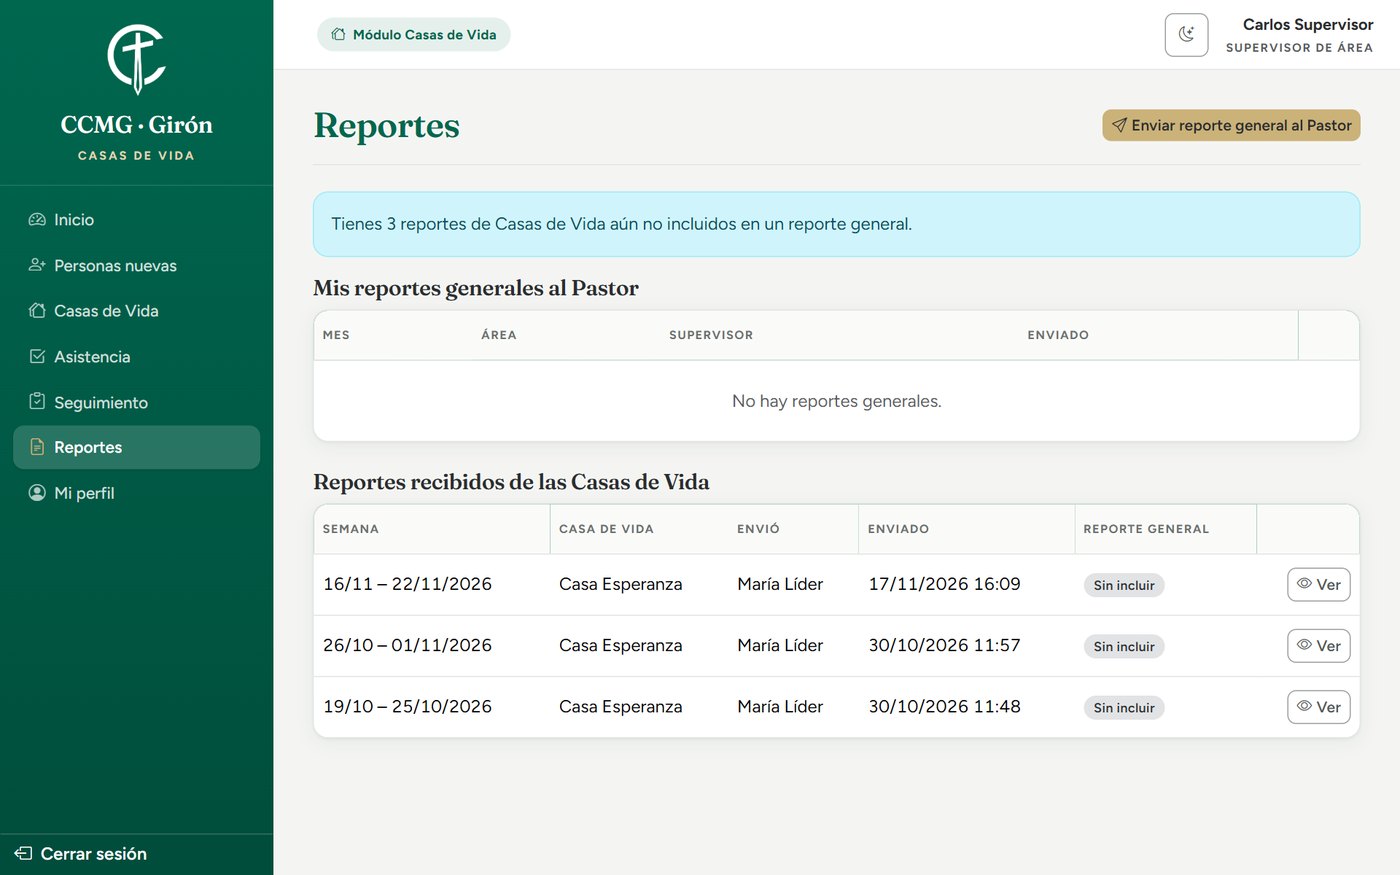 CCMG · Girón
CASAS DE VIDA
Inicio
Personas nuevas
Casas de Vida
Asistencia
Seguimiento
Reportes
Mi perfil
Cerrar sesión
Módulo Casas de Vida
Carlos Supervisor
SUPERVISOR DE ÁREA
Reportes
Enviar reporte general al Pastor
Tienes 3 reportes de Casas de Vida aún no incluidos en un reporte general.
Mis reportes generales al Pastor
MES ÁREA SUPERVISOR ENVIADO
No hay reportes generales.
Reportes recibidos de las Casas de Vida
SEMANA CASA DE VIDA ENVIÓ ENVIADO REPORTE GENERAL
16/11 – 22/11/2026 Casa Esperanza María Líder 17/11/2026 16:09 Sin incluir Ver
26/10 – 01/11/2026 Casa Esperanza María Líder 30/10/2026 11:57 Sin incluir Ver
19/10 – 25/10/2026 Casa Esperanza María Líder 30/10/2026 11:48 Sin incluir Ver